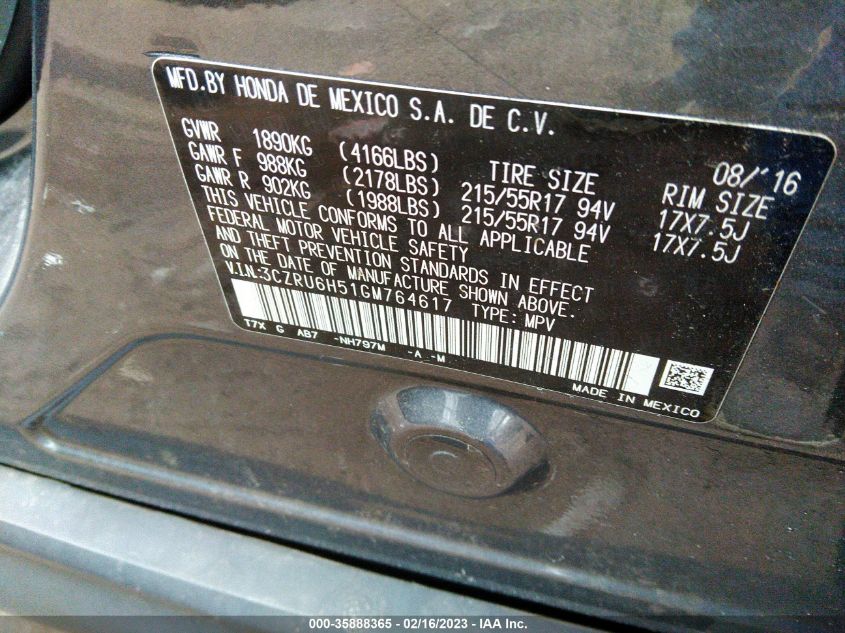 MFD.BY HONDA DE MEXICO S.A. DE C.V.
08/'16
GVWR 1890KG (4166LBS) TIRE SIZE RIM SIZE
GAWR F 988KG (2178LBS) 215/55R17 94V 17X7.5J
GAWR R 902KG (1988LBS) 215/55R17 94V 17X7.5J
THIS VEHICLE CONFORMS TO ALL APPLICABLE
FEDERAL MOTOR VEHICLE SAFETY
AND THEFT PREVENTION STANDARDS IN EFFECT
ON THE DATE OF MANUFACTURE SHOWN ABOVE.
V.I.N:3CZRU6H51GM764617 TYPE: MPV
T7X G AB7 -NH797M -A -M
MADE IN MEXICO
000-35888365 - 02/16/2023 - IAA Inc.